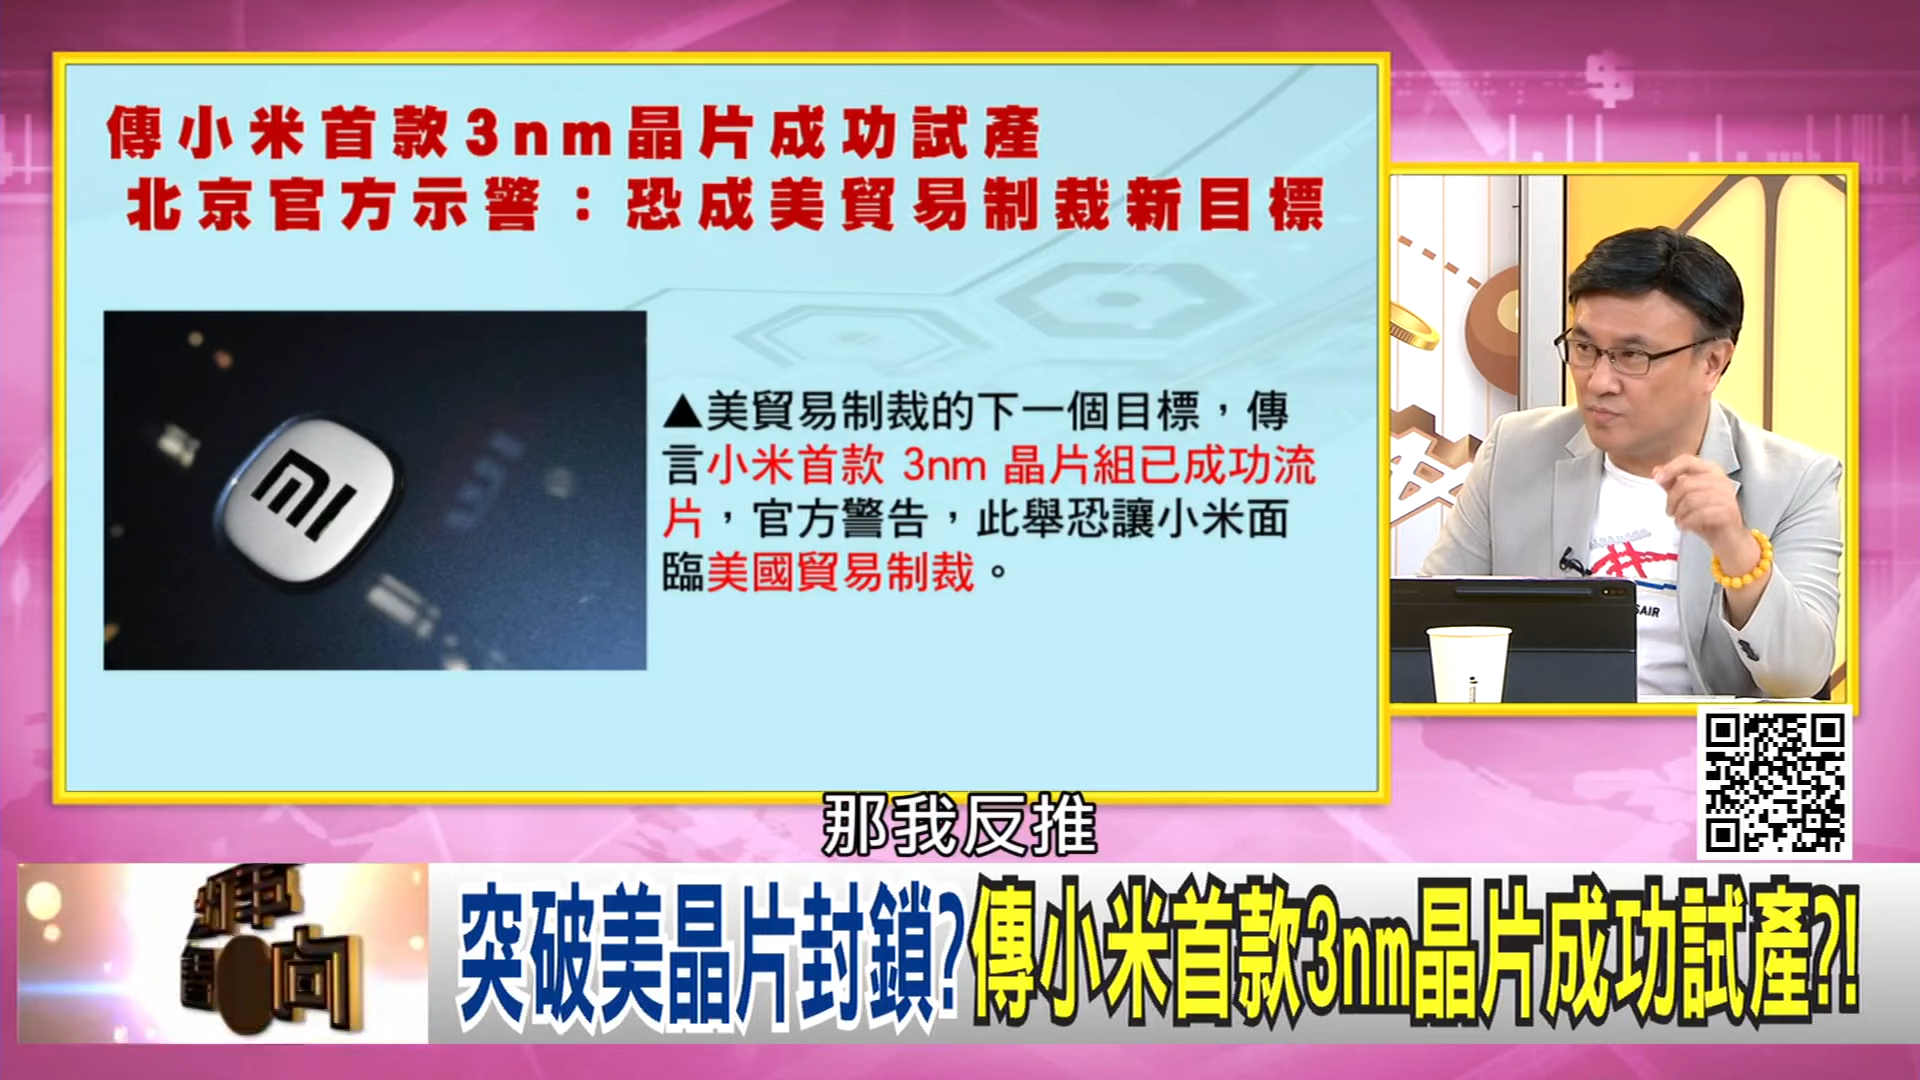 傳小米首款3nm晶片成功試產
北京官方示警：恐成美貿易制裁新目標
▲美貿易制裁的下一個目標，傳
言小米首款 3nm 晶片組已成功流
片，官方警告，此舉恐讓小米面
臨美國貿易制裁。
SAIR
那我反推
向
突破美晶片封鎖?傳小米首款3nm晶片成功試產?!